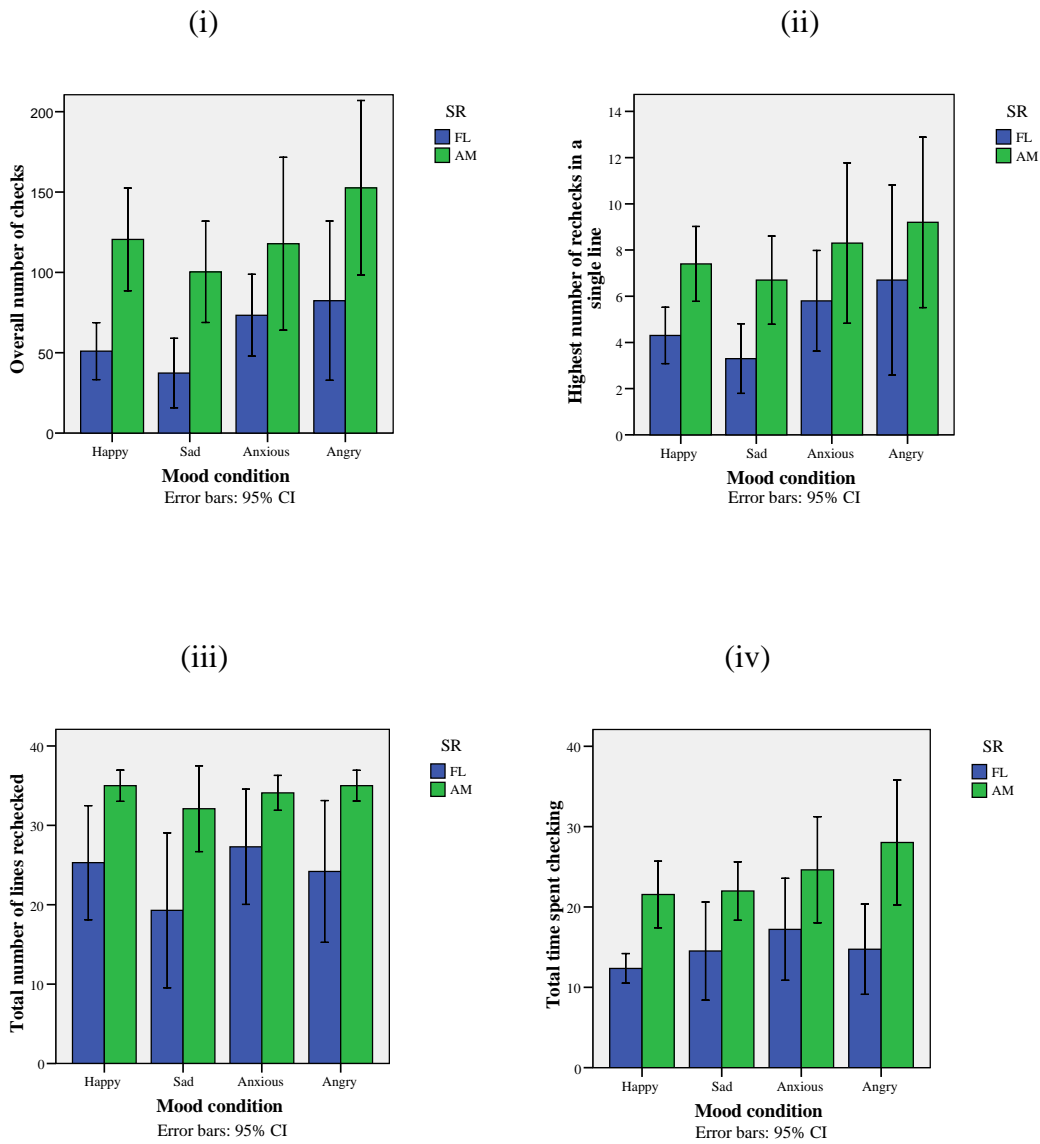 (i)
200
150
100
50
0
Overall number of checks
Happy Sad Anxious Angry
Mood condition
Error bars: 95% CI
SR
FL
AM
(ii)
14
12
10
8
6
4
2
0
Highest number of rechecks in a
single line
Happy Sad Anxious Angry
Mood condition
Error bars: 95% CI
SR
FL
AM
(iii)
40
30
20
10
0
Total number of lines rechecked
Happy Sad Anxious Angry
Mood condition
Error bars: 95% CI
SR
FL
AM
(iv)
40
30
20
10
0
Total time spent checking
Happy Sad Anxious Angry
Mood condition
Error bars: 95% CI
SR
FL
AM